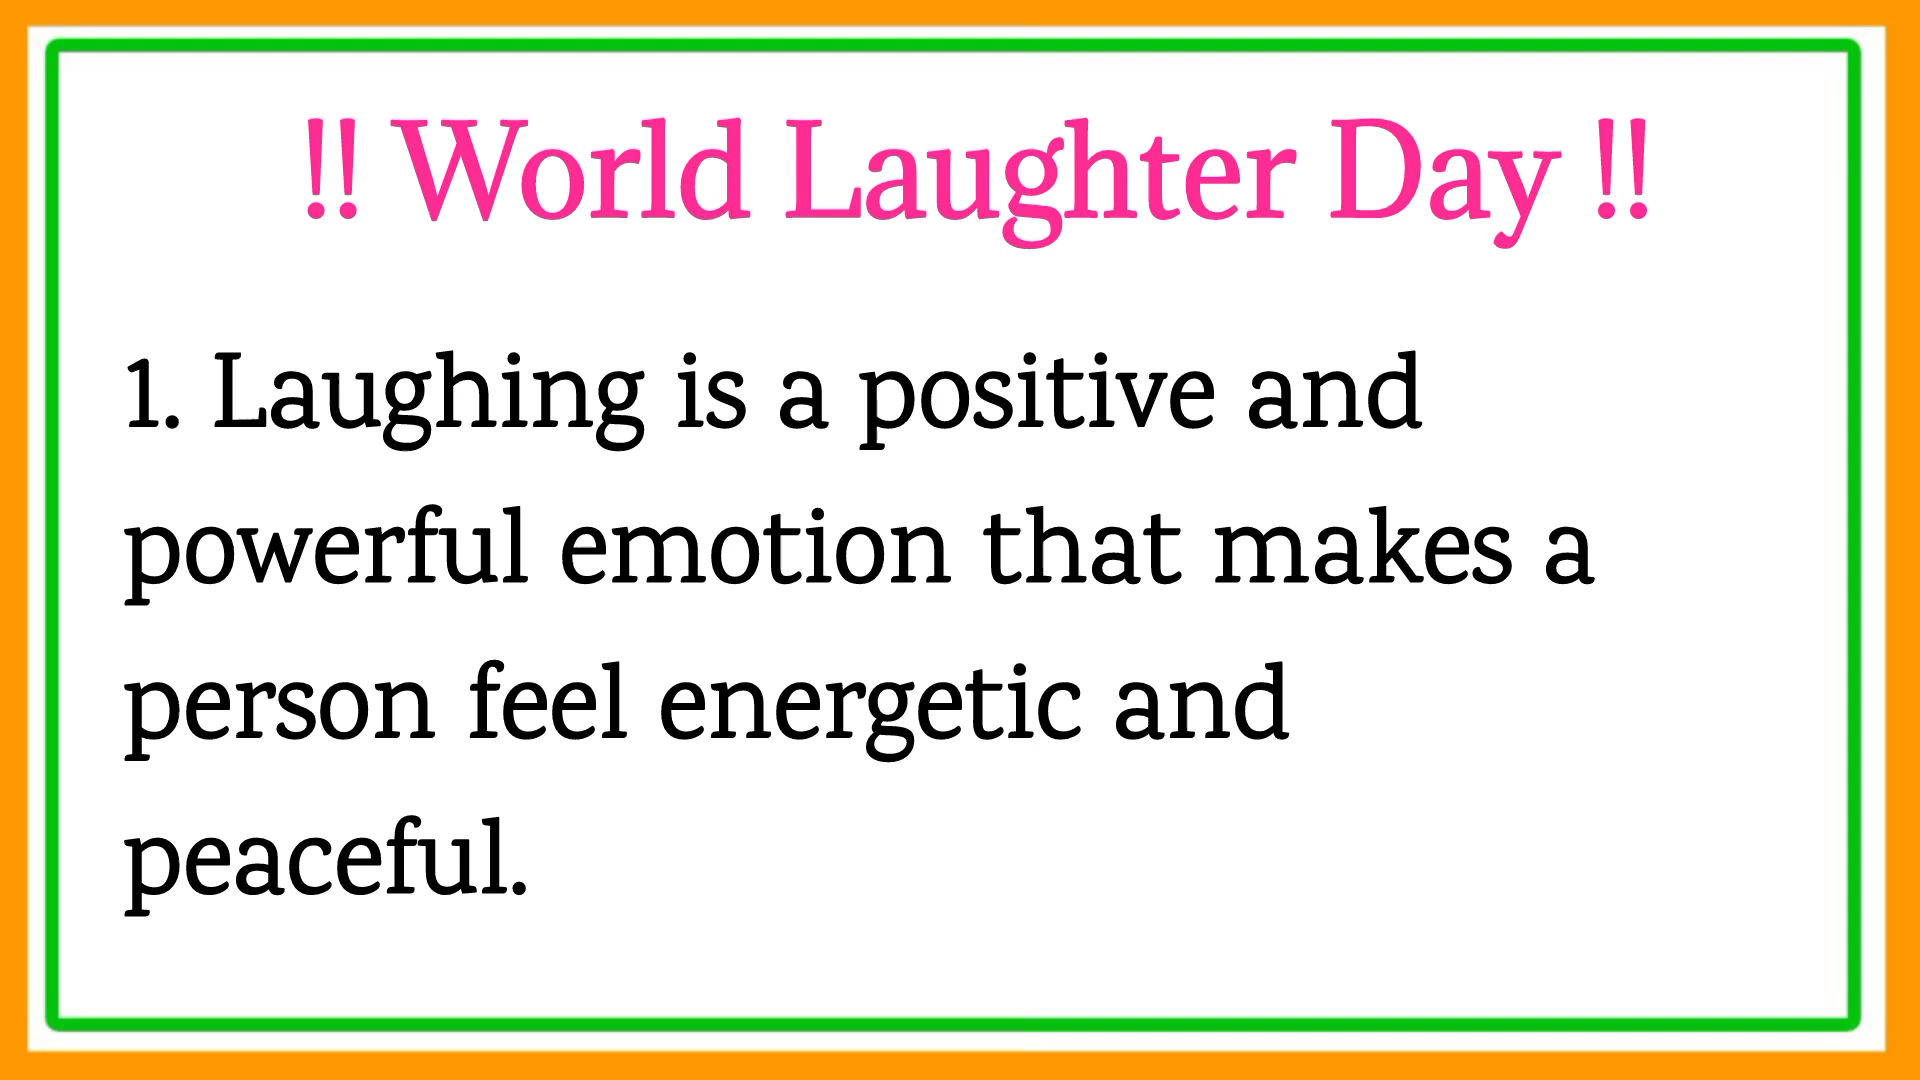 !! World Laughter Day !!
1. Laughing is a positive and
powerful emotion that makes a
person feel energetic and
peaceful.